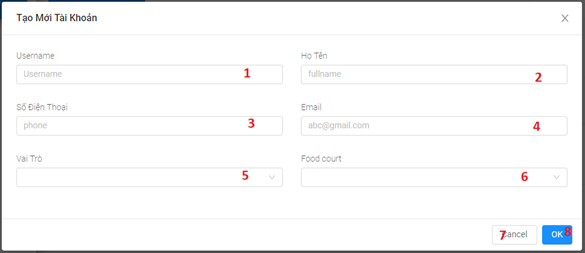 Tạo Mới Tài Khoản
Username Họ Tên
Username 1 fullname 2
Số Điện Thoại Email
phone 3 abc@gmail.com 4
Vai Trò Food court
5 6
7 Cancel OK 8